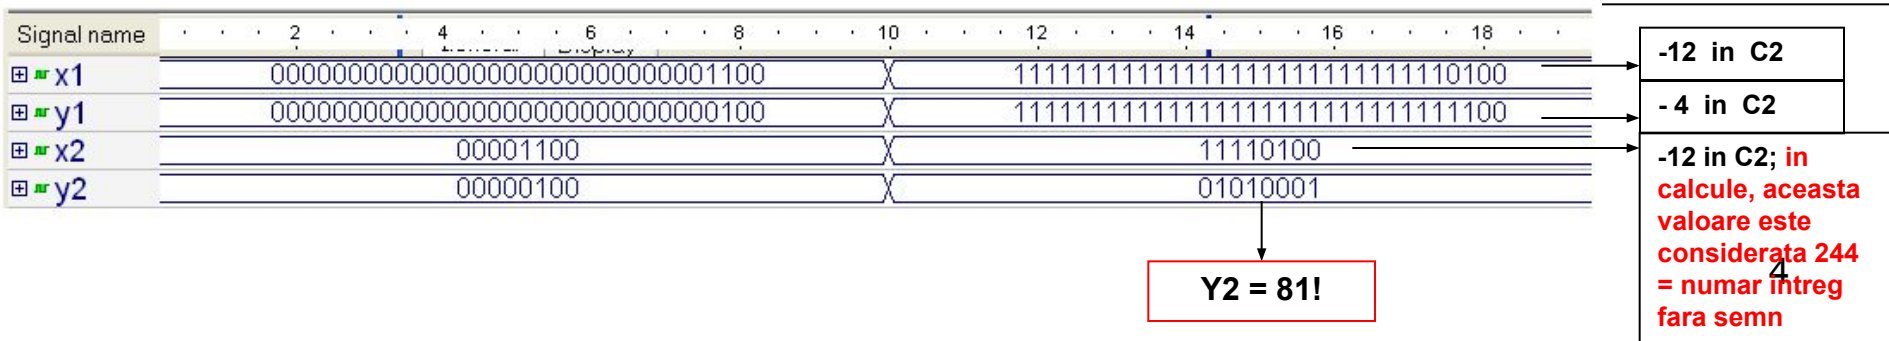 Signal name 2 4 6 8 10 12 14 16 18
x1 00000000000000000000000000001100 11111111111111111111111111110100
y1 00000000000000000000000000000100 11111111111111111111111111111100
x2 00001100 11110100
y2 00000100 01010001
-12 in C2
- 4 in C2
-12 in C2; in
calcule, aceasta
valoare este
considerata 244
4
= numar intreg
fara semn
Y2 = 81!